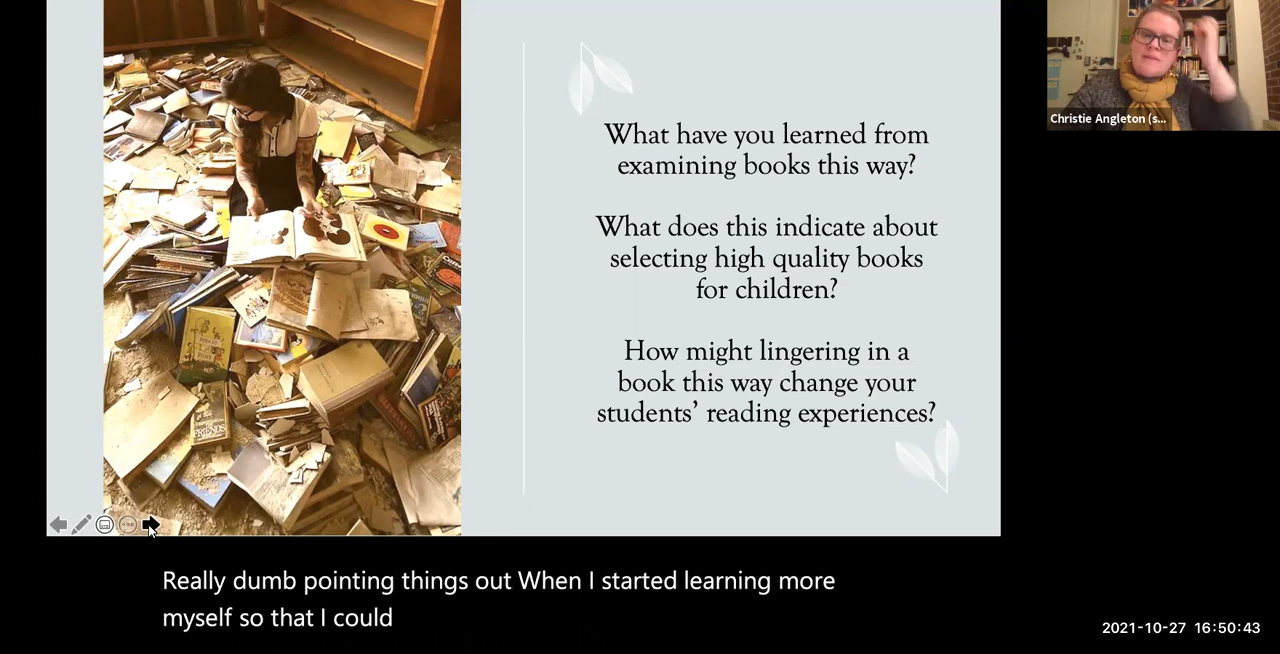 What have you learned from
examining books this way?
What does this indicate about
selecting high quality books
for children?
How might lingering in a
book this way change your
students’ reading experiences?
Christie Angleton (s...
FRIENDS
Really dumb pointing things out When I started learning more
myself so that I could
2021-10-27 16:50:43